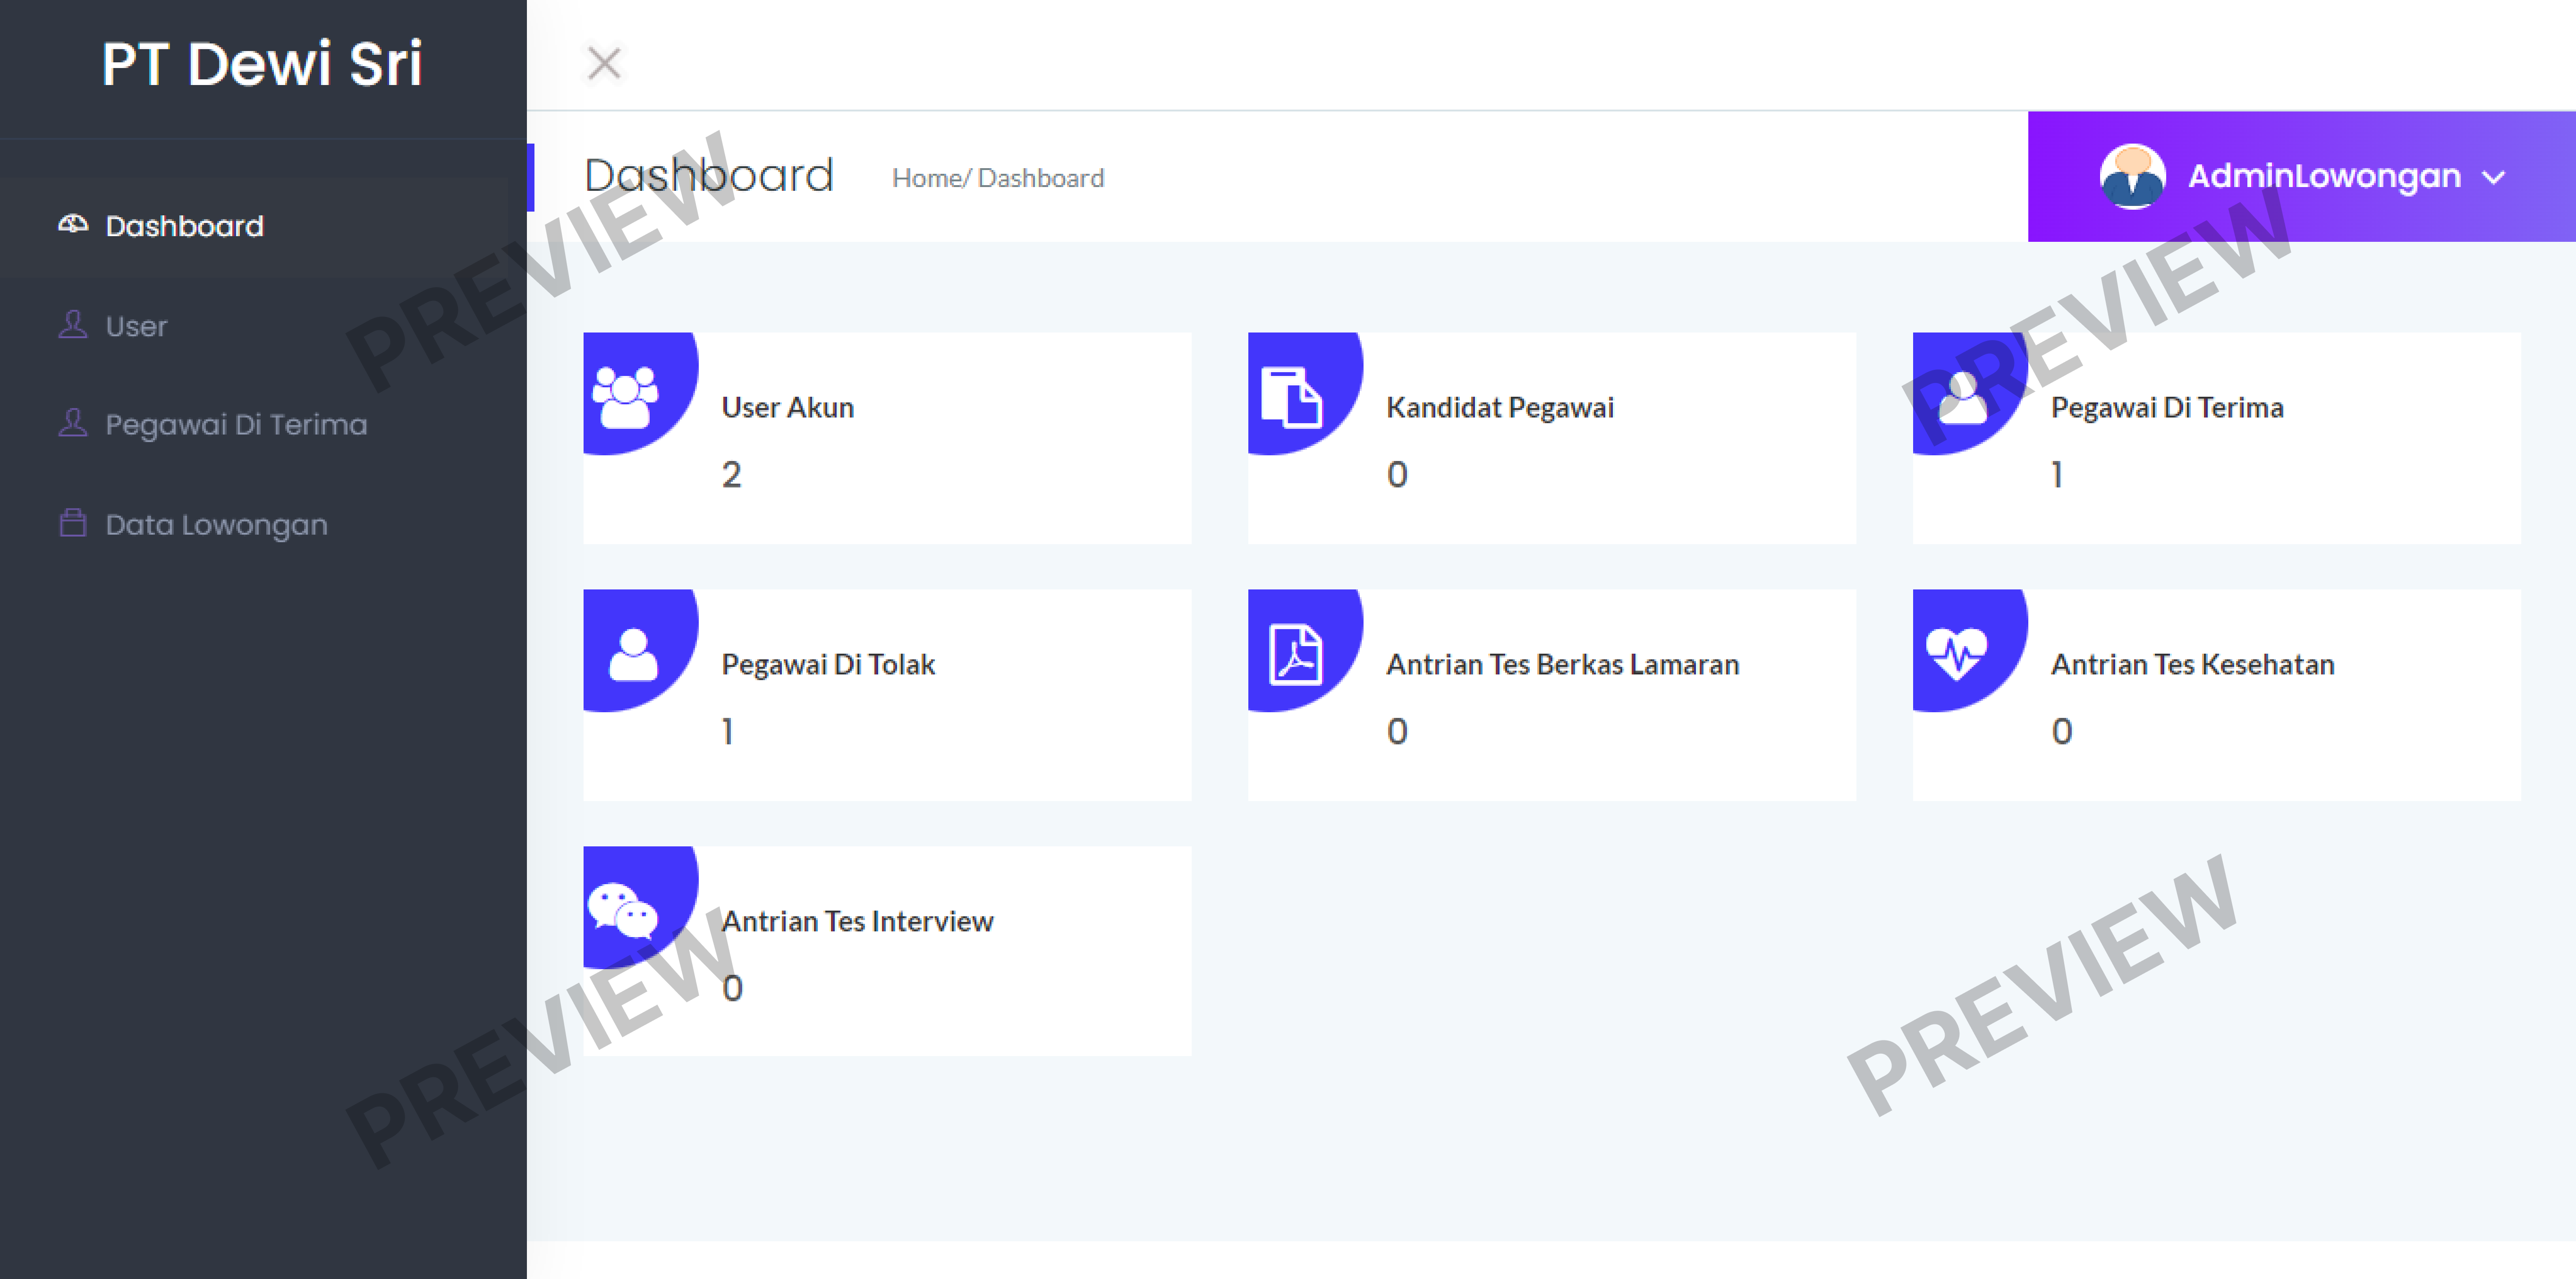 PT Dewi Sri
Dashboard
User
Pegawai Di Terima
Data Lowongan
Dashboard
Home/ Dashboard
AdminLowongan
User Akun
2
Kandidat Pegawai
0
Pegawai Di Terima
1
Pegawai Di Tolak
1
Antrian Tes Berkas Lamaran
0
Antrian Tes Kesehatan
0
Antrian Tes Interview
0
PREVIEW
PREVIEW
PREVIEW
PREVIEW